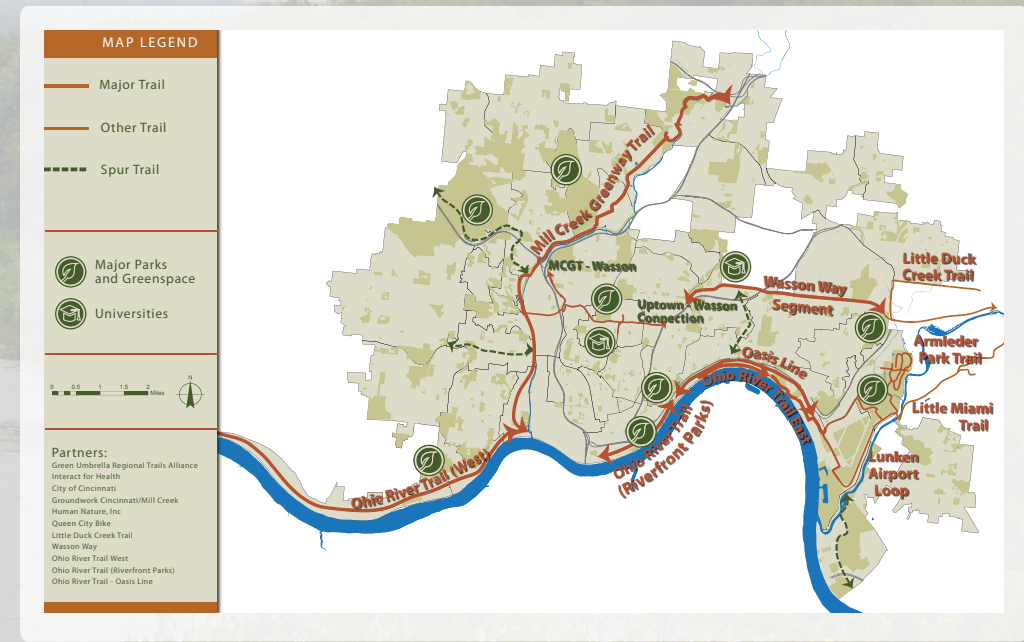 MAP LEGEND
Major Trail
Other Trail
Spur Trail
Major Parks
and Greenspace
Universities
0 0.5 1 1.5 2
Miles
N
Partners:
Green Umbrella Regional Trails Alliance
Interact for Health
City of Cincinnati
Groundwork Cincinnati/Mill Creek
Human Nature, Inc
Queen City Bike
Little Duck Creek Trail
Wasson Way
Ohio River Trail West
Ohio River Trail (Riverfront Parks)
Ohio River Trail - Oasis Line
Mill Creek Greenway Trail
MCGT - Wasson
Uptown - Wasson
Connection
Wasson Way
Segment
Little Duck
Creek Trail
Armleder
Park Trail
Little Miami
Trail
Oasis Line
Ohio River Trail East
Lunken
Airport
Loop
Ohio River Trail
(Riverfront Parks)
Ohio River Trail (West)